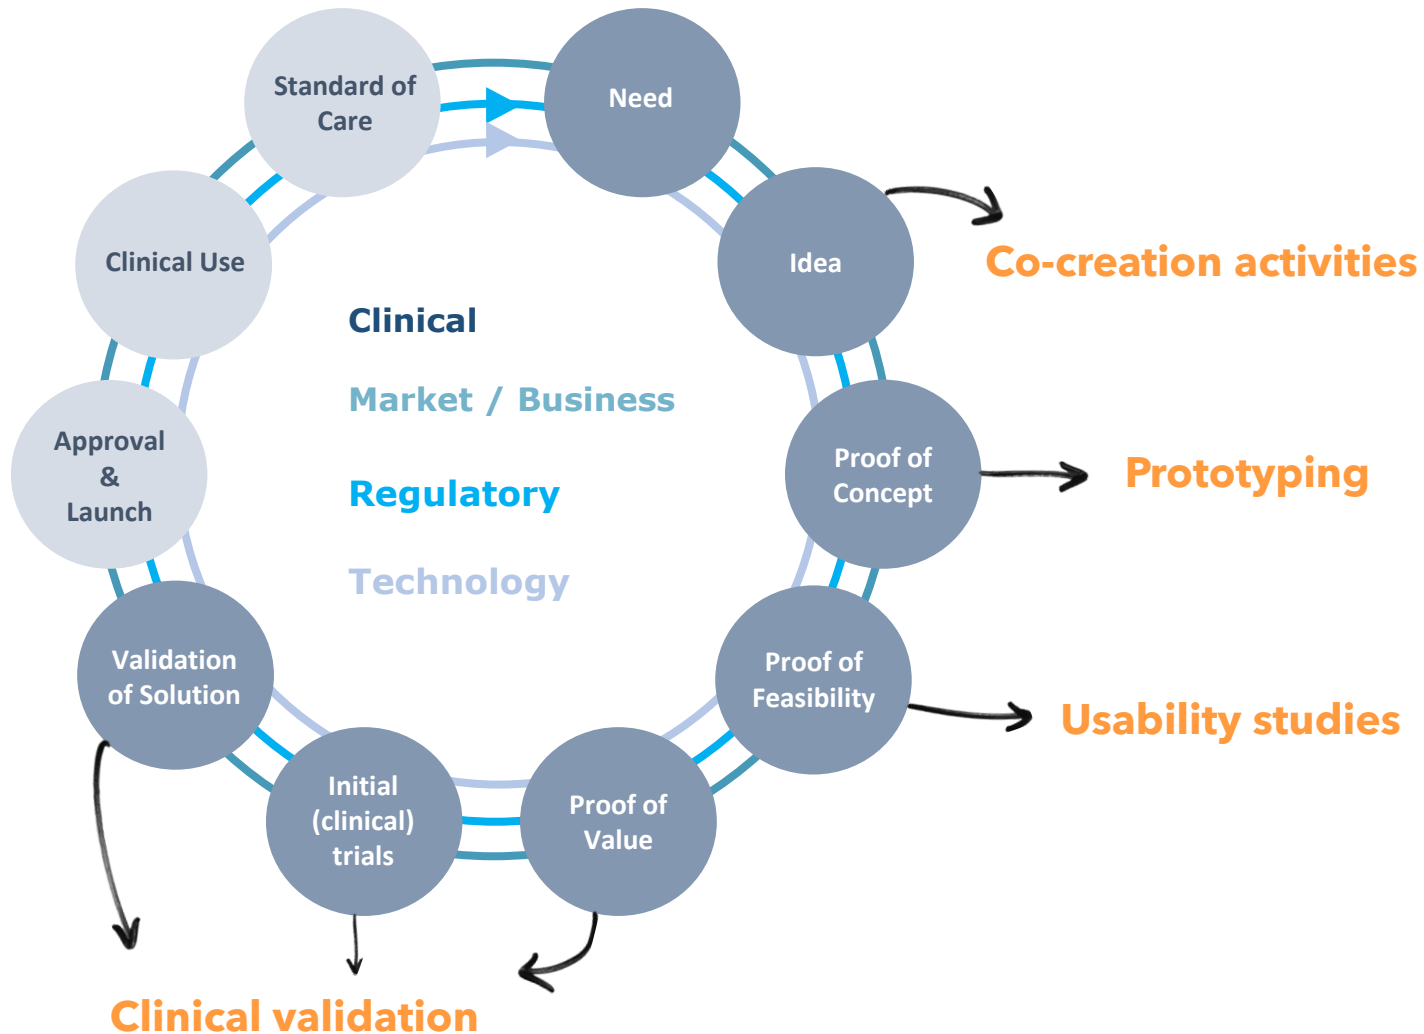 Standard of
Care
Need
Idea
Co-creation activities
Proof of
Concept
Prototyping
Proof of
Feasibility
Usability studies
Proof of
Value
Initial
(clinical)
trials
Validation
of Solution
Clinical validation
Approval
&
Launch
Clinical Use
Clinical
Market / Business
Regulatory
Technology